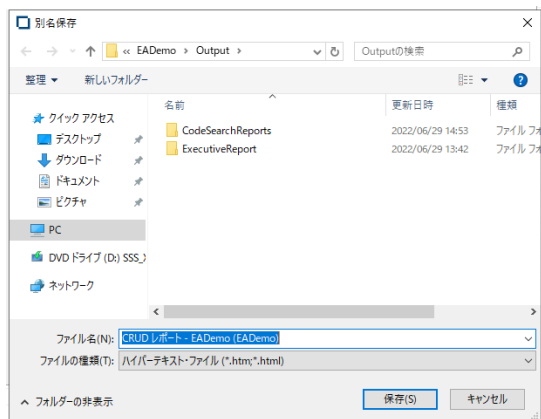 別名保存
« EADemo › Output ›
Outputの検索
整理 新しいフォルダー
名前 更新日時 種類
クイック アクセス
デスクトップ
ダウンロード
ドキュメント
ピクチャ
PC
DVD ドライブ (D:) SSS_
ネットワーク
CodeSearchReports 2022/06/29 14:53 ファイル フォ
ExecutiveReport 2022/06/29 13:42 ファイル フォ
ファイル名(N): CRUD レポート - EADemo (EADemo)
ファイルの種類(T): ハイパーテキスト・ファイル (*.htm;*.html)
フォルダーの非表示
保存(S) キャンセル